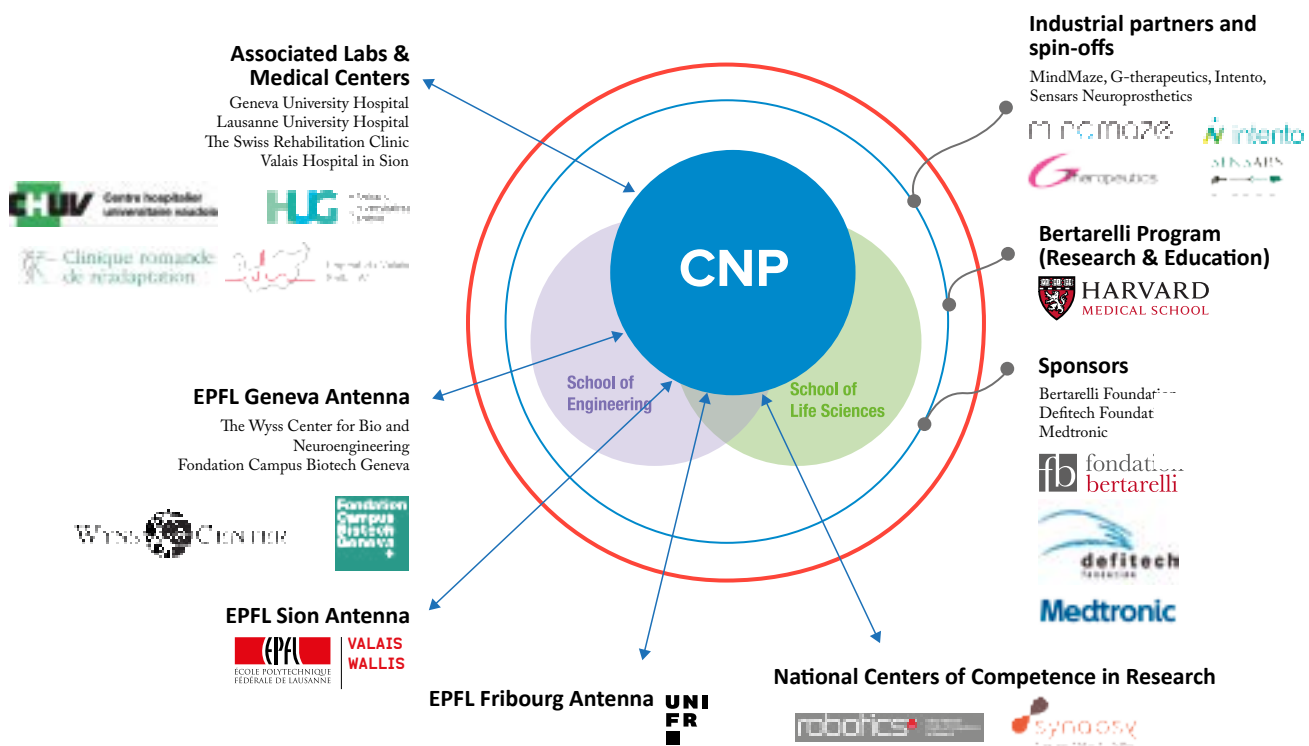 Associated Labs &
Medical Centers
Geneva University Hospital
Lausanne University Hospital
The Swiss Rehabilitation Clinic
Valais Hospital in Sion
CHUV
Centre hospitalier
universitaire vaudois
HUG
Clinique romande
de réadaptation
EPFL Geneva Antenna
The Wyss Center for Bio and
Neuroengineering
Fondation Campus Biotech Geneva
WYSS CENTER
Fondation
Campus
Biotech
Geneva
EPFL Sion Antenna
EPFL
ÉCOLE POLYTECHNIQUE
FÉDÉRALE DE LAUSANNE
VALAIS
WALLIS
EPFL Fribourg Antenna
UNI
FR
CNP
School of
Engineering
School of
Life Sciences
Industrial partners and
spin-offs
MindMaze, G-therapeutics, Intento,
Sensars Neuroprosthetics
mindmaze
intento
Gtherapeutics
SENSARS
Bertarelli Program
(Research & Education)
HARVARD
MEDICAL SCHOOL
Sponsors
Bertarelli Foundation
Defitech Foundat
Medtronic
fb
fondation
bertarelli
defitech
Medtronic
National Centers of Competence in Research
robotics
synapsy